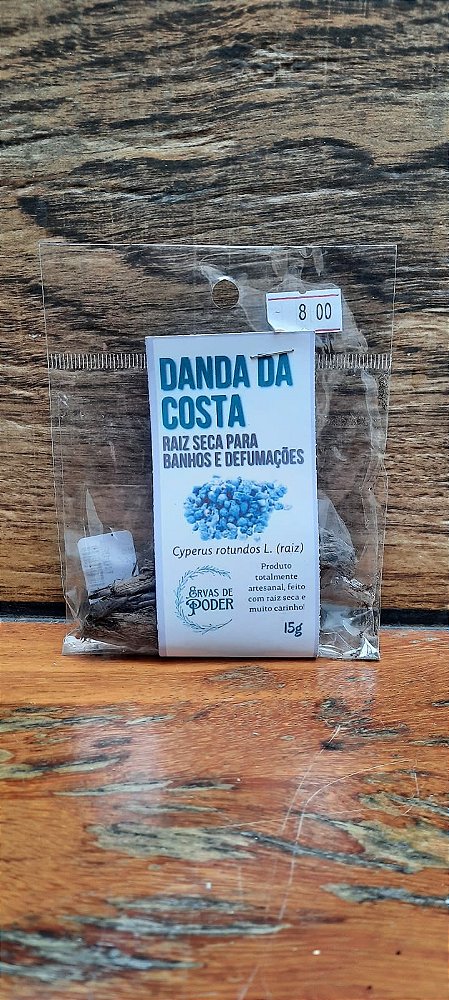 8 00
DANDA DA
COSTA
RAIZ SECA PARA
BANHOS E DEFUMAÇÕES
Cyperus rotundos L. (raiz)
ERVAS DE
PODER
Produto
totalmente
artesanal, feito
com raiz seca e
muito carinho!
15g